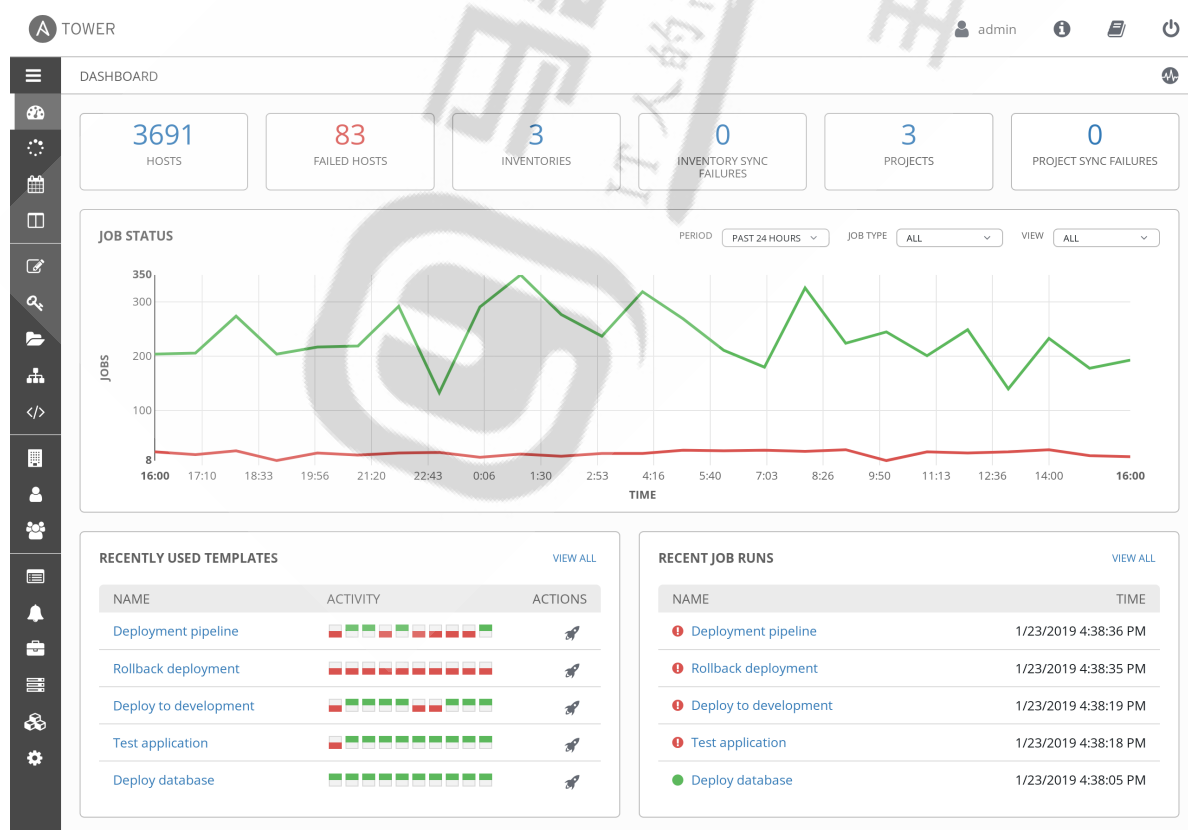 A TOWER
admin
DASHBOARD
3691
HOSTS
83
FAILED HOSTS
3
INVENTORIES
0
INVENTORY SYNC
FAILURES
3
PROJECTS
0
PROJECT SYNC FAILURES
JOB STATUS
PERIOD PAST 24 HOURS JOB TYPE ALL VIEW ALL
350
300
200
100
8
JOBS
16:00 17:10 18:33 19:56 21:20 22:43 0:06 1:30 2:53 4:16 5:40 7:03 8:26 9:50 11:13 12:36 14:00 16:00
TIME
RECENTLY USED TEMPLATES VIEW ALL
NAME ACTIVITY ACTIONS
Deployment pipeline
Rollback deployment
Deploy to development
Test application
Deploy database
RECENT JOB RUNS VIEW ALL
NAME TIME
Deployment pipeline 1/23/2019 4:38:36 PM
Rollback deployment 1/23/2019 4:38:35 PM
Deploy to development 1/23/2019 4:38:19 PM
Test application 1/23/2019 4:38:18 PM
Deploy database 1/23/2019 4:38:05 PM
IT人的